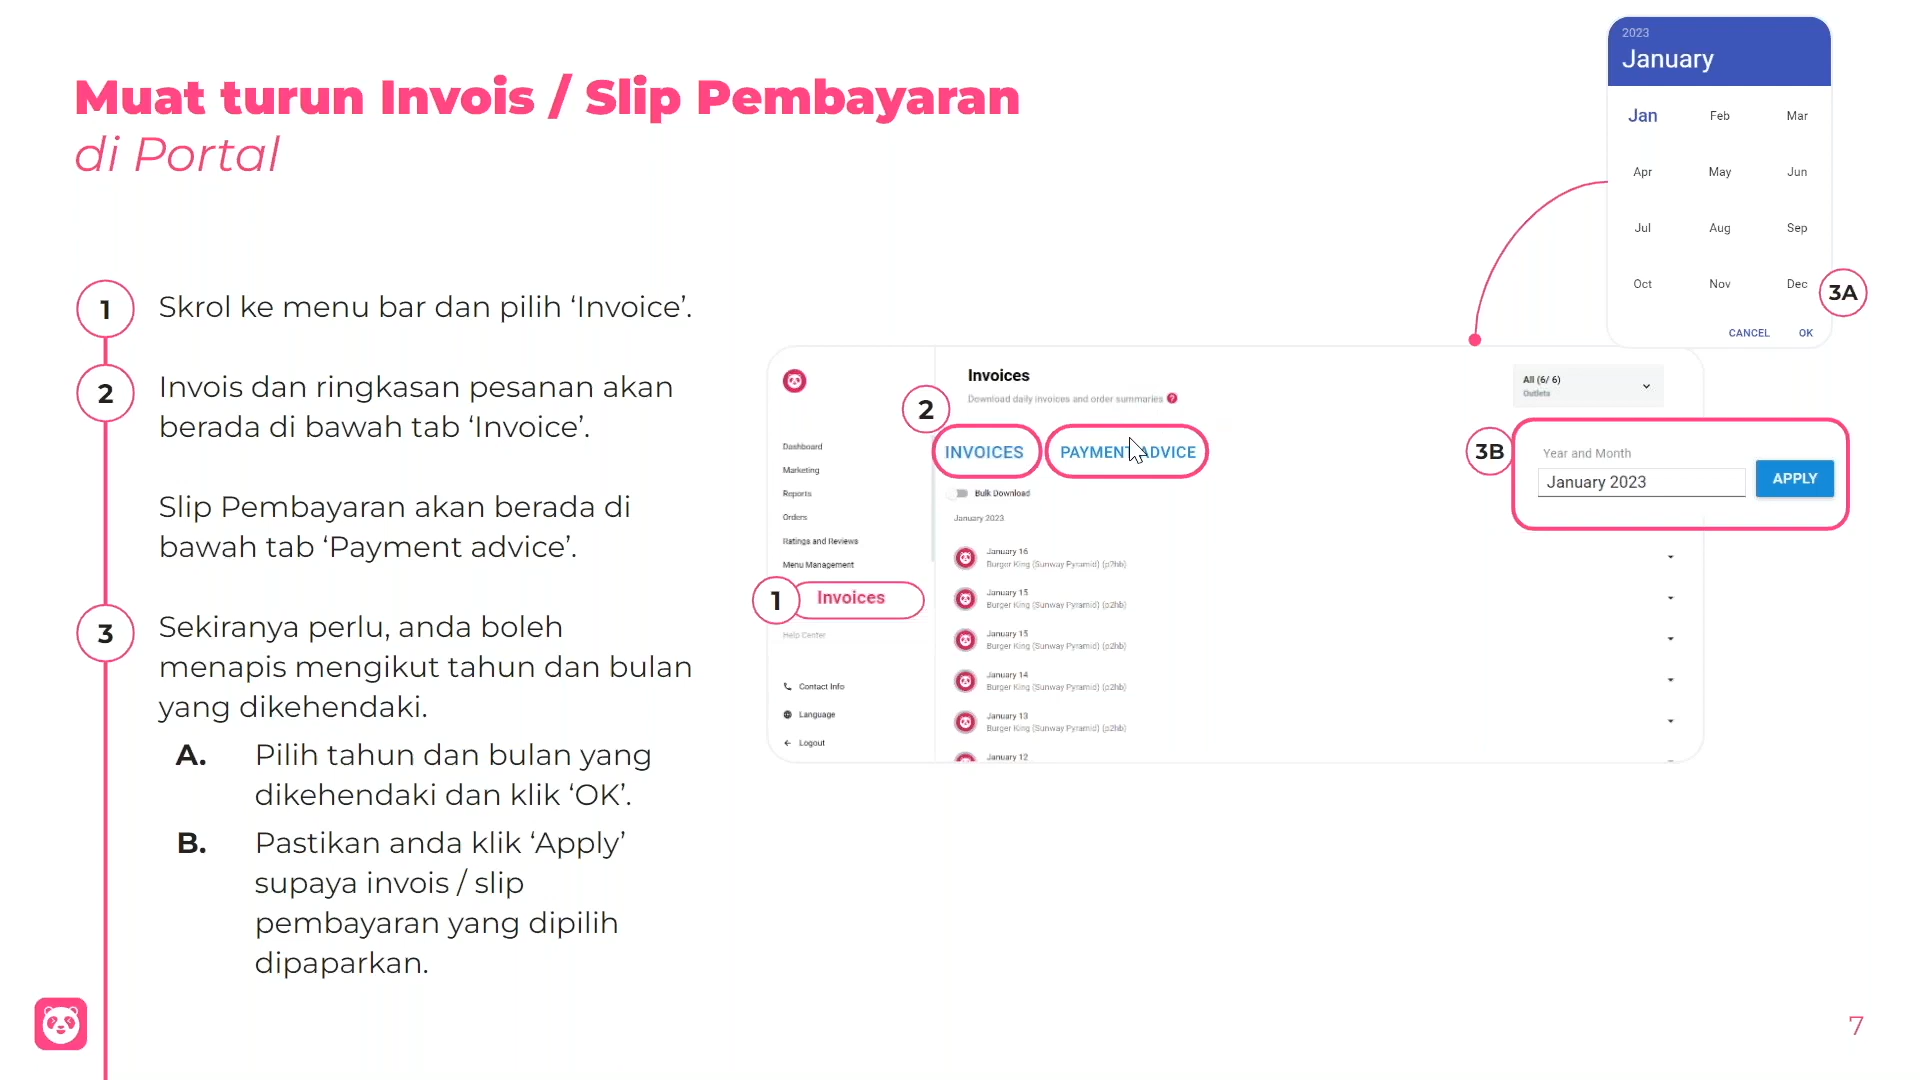 Muat turun Invois / Slip Pembayaran
di Portal
1
Skrol ke menu bar dan pilih ‘Invoice’.
2
Invois dan ringkasan pesanan akan
berada di bawah tab ‘Invoice’.
Slip Pembayaran akan berada di
bawah tab ‘Payment advice’.
3
Sekiranya perlu, anda boleh
menapis mengikut tahun dan bulan
yang dikehendaki.
A. Pilih tahun dan bulan yang
dikehendaki dan klik ‘OK’.
B. Pastikan anda klik ‘Apply’
supaya invois / slip
pembayaran yang dipilih
dipaparkan.
2023
January
Jan Feb Mar
Apr May Jun
Jul Aug Sep
Oct Nov Dec
CANCEL OK
3A
Dashboard
Marketing
Reports
Orders
Ratings and Reviews
Menu Management
1
Invoices
Help Center
Contact Info
Language
Logout
Invoices
Download daily invoices and order summaries ?
All (6/ 6)
Outlets
2
INVOICES PAYMENT ADVICE
3B
Year and Month
January 2023
APPLY
Bulk Download
January 2023
January 16
Burger King (Sunway Pyramid) (p2hb)
January 15
Burger King (Sunway Pyramid) (p2hb)
January 15
Burger King (Sunway Pyramid) (p2hb)
January 14
Burger King (Sunway Pyramid) (p2hb)
January 13
Burger King (Sunway Pyramid) (p2hb)
January 12
7